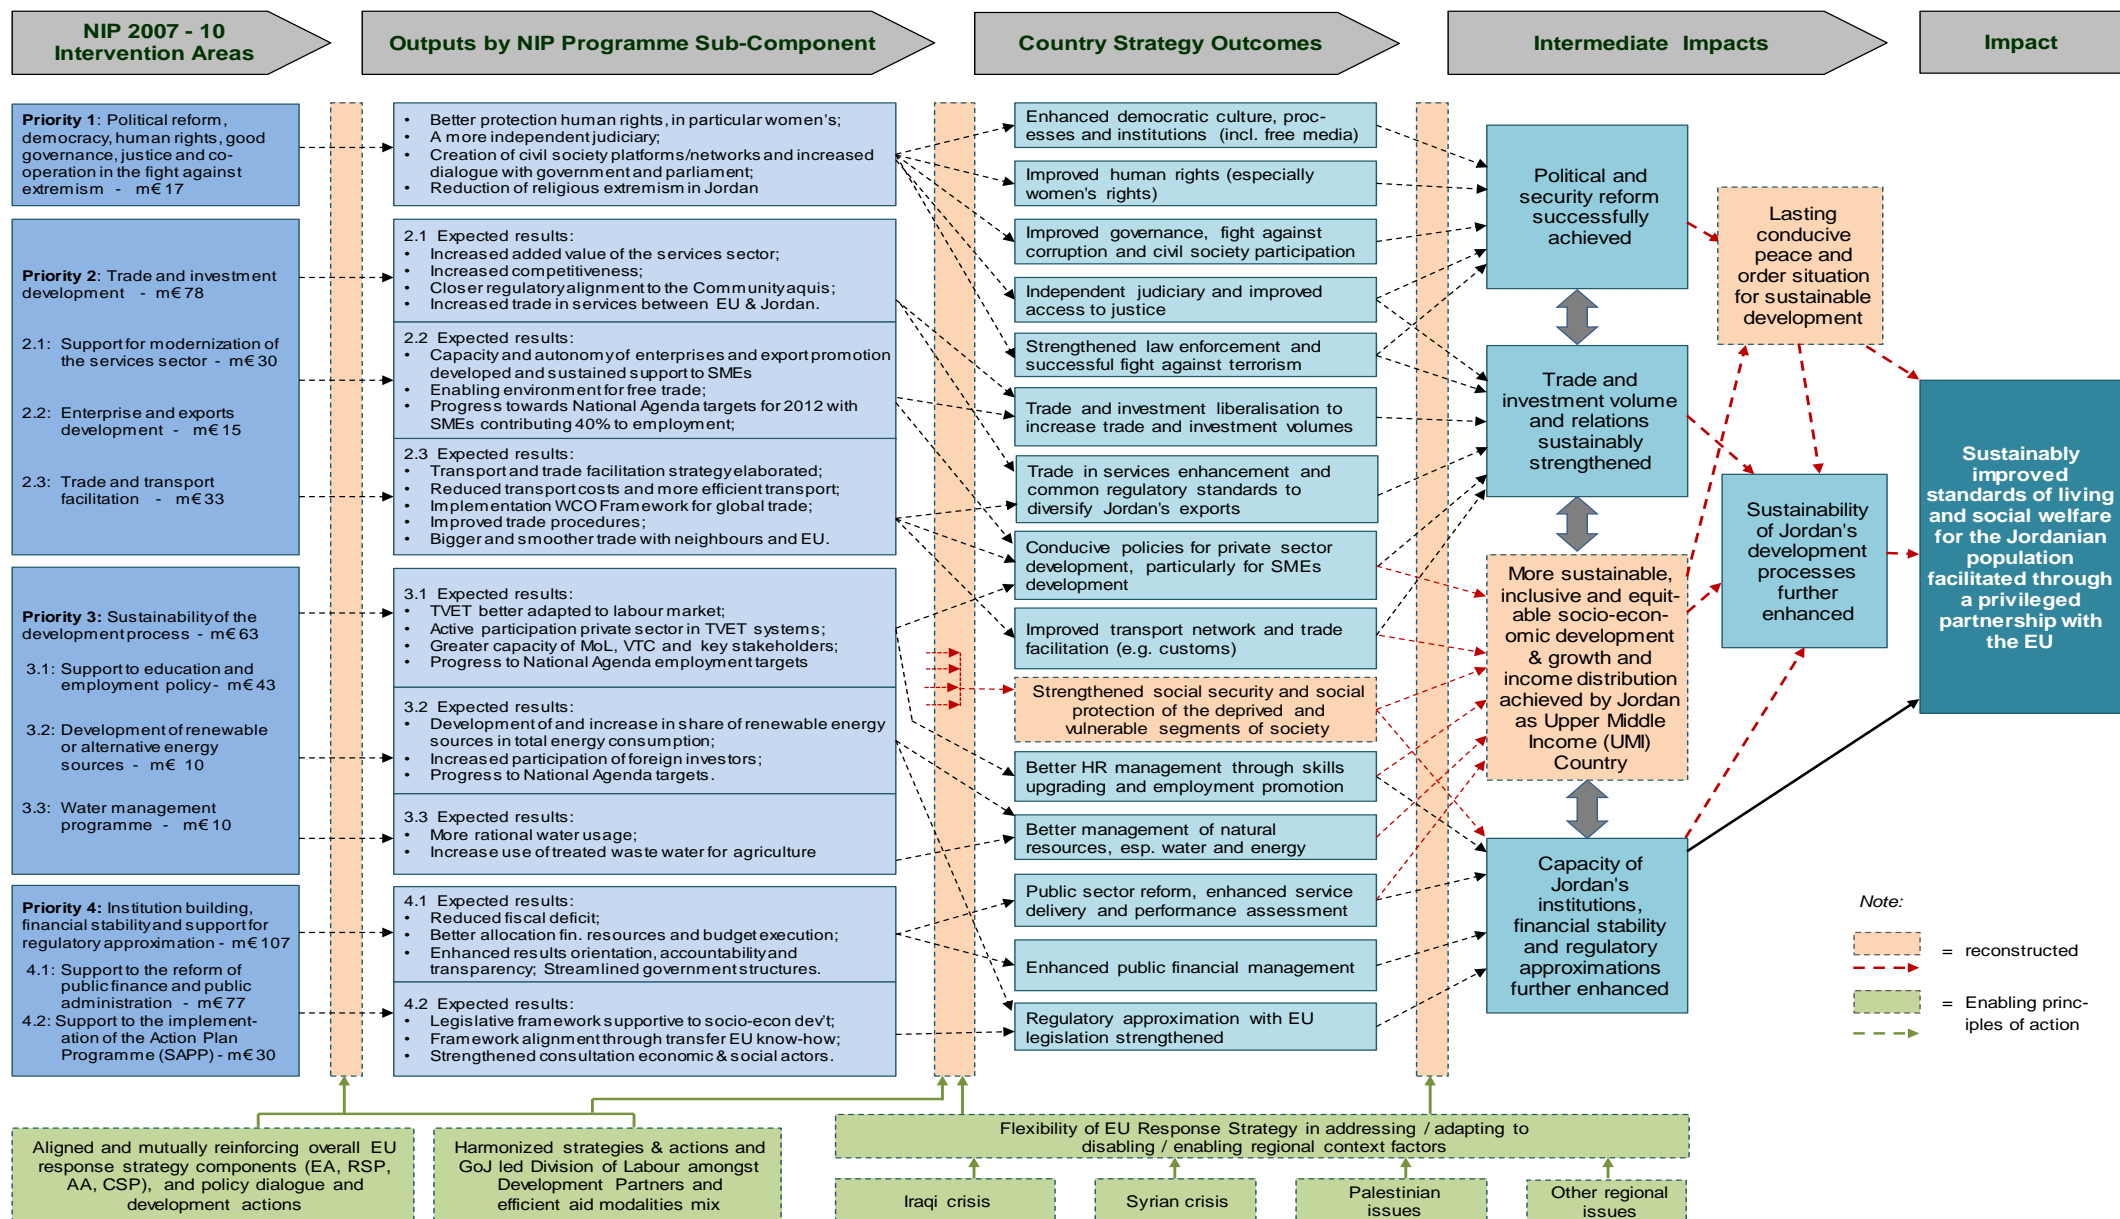 NIP 2007 - 10
Intervention Areas
Outputs by NIP Programme Sub-Component
Country Strategy Outcomes
Intermediate Impacts
Impact
Priority 1: Political reform,
democracy, human rights, good
governance, justice and co-
operation in the fight against
extremism - m€ 17
Priority 2: Trade and investment
development - m€ 78
2.1: Support for modernization of
the services sector - m€ 30
2.2: Enterprise and exports
development - m€ 15
2.3: Trade and transport
facilitation - m€ 33
Priority 3: Sustainability of the
development process - m€ 63
3.1: Support to education and
employment policy - m€ 43
3.2: Development of renewable
or alternative energy
sources - m€ 10
3.3: Water management
programme - m€ 10
Priority 4: Institution building,
financial stability and support for
regulatory approximation - m€ 107
4.1: Support to the reform of
public finance and public
administration - m€ 77
4.2: Support to the implement-
ation of the Action Plan
Programme (SAPP) - m€ 30
• Better protection human rights, in particular women's;
• A more independent judiciary;
• Creation of civil society platforms/networks and increased
dialogue with government and parliament;
• Reduction of religious extremism in Jordan
2.1 Expected results:
• Increased added value of the services sector;
• Increased competitiveness;
• Closer regulatory alignment to the Community aquis;
• Increased trade in services between EU & Jordan.
2.2 Expected results:
• Capacity and autonomy of enterprises and export promotion
developed and sustained support to SMEs
• Enabling environment for free trade;
• Progress towards National Agenda targets for 2012 with
SMEs contributing 40% to employment;
2.3 Expected results:
• Transport and trade facilitation strategy elaborated;
• Reduced transport costs and more efficient transport;
• Implementation WCO Framework for global trade;
• Improved trade procedures;
• Bigger and smoother trade with neighbours and EU.
3.1 Expected results:
• TVET better adapted to labour market;
• Active participation private sector in TVET systems;
• Greater capacity of MoL, VTC and key stakeholders;
• Progress to National Agenda employment targets
3.2 Expected results:
• Development of and increase in share of renewable energy
sources in total energy consumption;
• Increased participation of foreign investors;
• Progress to National Agenda targets.
3.3 Expected results:
• More rational water usage;
• Increase use of treated waste water for agriculture
4.1 Expected results:
• Reduced fiscal deficit;
• Better allocation fin. resources and budget execution;
• Enhanced results orientation, accountability and
transparency; Streamlined government structures.
4.2 Expected results:
• Legislative framework supportive to socio-econ dev't;
• Framework alignment through transfer EU know-how;
• Strengthened consultation economic & social actors.
Enhanced democratic culture, proc-
esses and institutions (incl. free media)
Improved human rights (especially
women's rights)
Improved governance, fight against
corruption and civil society participation
Independent judiciary and improved
access to justice
Strengthened law enforcement and
successful fight against terrorism
Trade and investment liberalisation to
increase trade and investment volumes
Trade in services enhancement and
common regulatory standards to
diversify Jordan's exports
Conducive policies for private sector
development, particularly for SMEs
development
Improved transport network and trade
facilitation (e.g. customs)
Strengthened social security and social
protection of the deprived and
vulnerable segments of society
Better HR management through skills
upgrading and employment promotion
Better management of natural
resources, esp. water and energy
Public sector reform, enhanced service
delivery and performance assessment
Enhanced public financial management
Regulatory approximation with EU
legislation strengthened
Political and
security reform
successfully
achieved
Trade and
investment volume
and relations
sustainably
strengthened
More sustainable,
inclusive and equit-
able socio-econ-
omic development
& growth and
income distribution
achieved by Jordan
as Upper Middle
Income (UMI)
Country
Capacity of
Jordan's
institutions,
financial stability
and regulatory
approximations
further enhanced
Lasting
conducive
peace and
order situation
for sustainable
development
Sustainability
of Jordan's
development
processes
further
enhanced
Sustainably
improved
standards of living
and social welfare
for the Jordanian
population
facilitated through
a privileged
partnership with
the EU
Note:
= reconstructed
= Enabling princ-
iples of action
Aligned and mutually reinforcing overall EU
response strategy components (EA, RSP,
AA, CSP), and policy dialogue and
development actions
Harmonized strategies & actions and
GoJ led Division of Labour amongst
Development Partners and
efficient aid modalities mix
Flexibility of EU Response Strategy in addressing / adapting to
disabling / enabling regional context factors
Iraqi crisis
Syrian crisis
Palestinian
issues
Other regional
issues